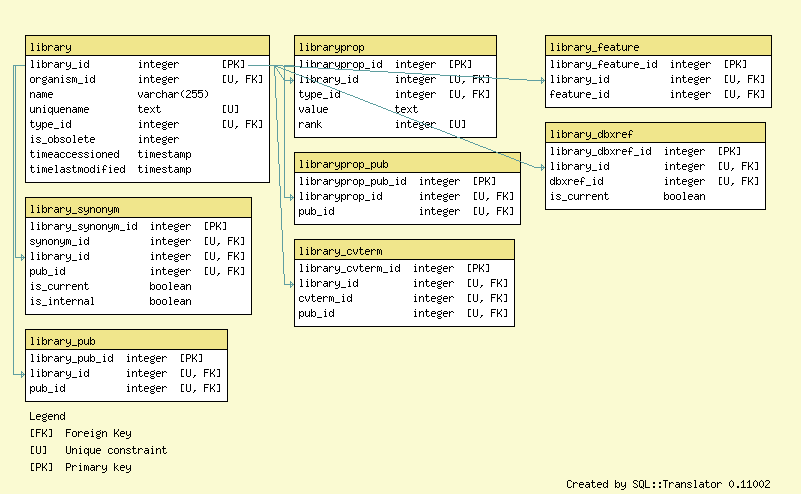 library
library_id integer [PK]
organism_id integer [U, FK]
name varchar(255)
uniquename text [U]
type_id integer [U, FK]
is_obsolete integer
timeaccessioned timestamp
timelastmodified timestamp
library_synonym
library_synonym_id integer [PK]
synonym_id integer [U, FK]
library_id integer [U, FK]
pub_id integer [U, FK]
is_current boolean
is_internal boolean
library_pub
library_pub_id integer [PK]
library_id integer [U, FK]
pub_id integer [U, FK]
libraryprop
libraryprop_id integer [PK]
library_id integer [U, FK]
type_id integer [U, FK]
value text
rank integer [U]
libraryprop_pub
libraryprop_pub_id integer [PK]
libraryprop_id integer [U, FK]
pub_id integer [U, FK]
library_cvterm
library_cvterm_id integer [PK]
library_id integer [U, FK]
cvterm_id integer [U, FK]
pub_id integer [U, FK]
library_feature
library_feature_id integer [PK]
library_id integer [U, FK]
feature_id integer [U, FK]
library_dbxref
library_dbxref_id integer [PK]
library_id integer [U, FK]
dbxref_id integer [U, FK]
is_current boolean
Legend
[FK] Foreign Key
[U] Unique constraint
[PK] Primary key
Created by SQL::Translator 0.11002